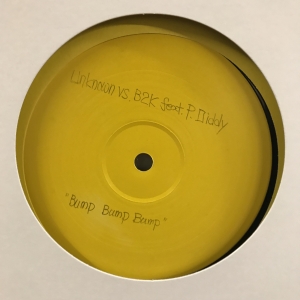 Unknown vs. B2K feat. P. Diddy
"Bump Bump Bump"